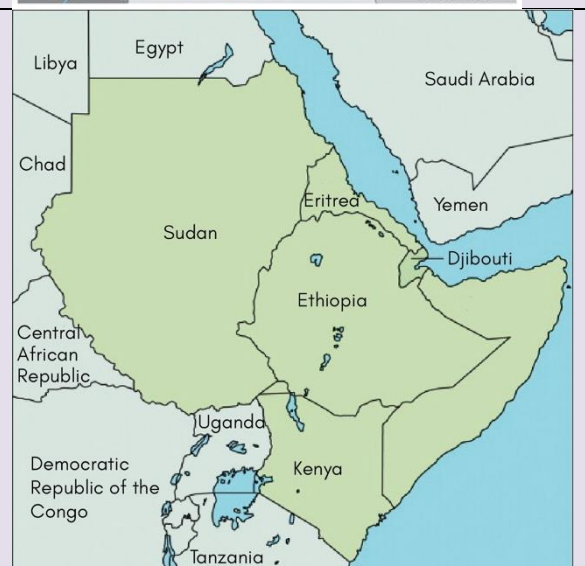 Egypt
Libya
Saudi Arabia
Chad
Eritrea
Yemen
Sudan
Djibouti
Ethiopia
Central
African
Republic
Uganda
Democratic
Republic of the
Congo
Kenya
Tanzania